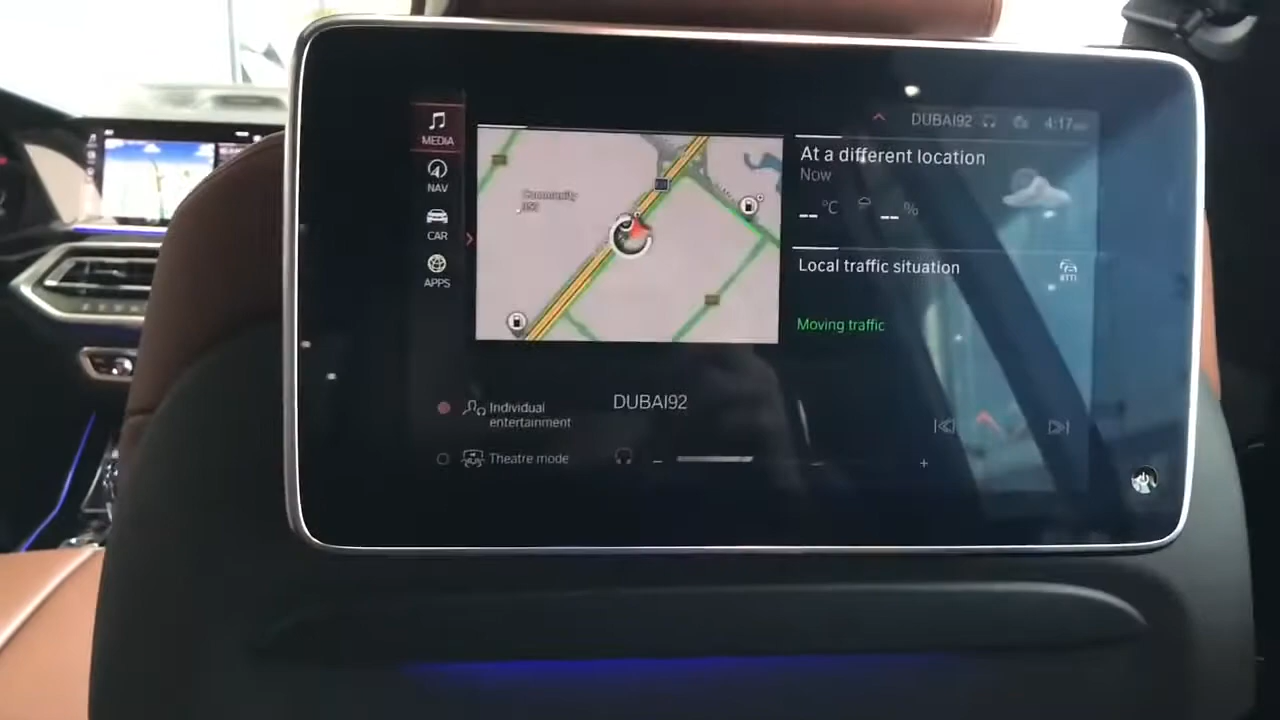 MEDIA
NAV
CAR
APPS
Community
DUBAI92
4:17
At a different location
Now
-- °C -- %
Local traffic situation
Moving traffic
Individual
entertainment
DUBAI92
Theatre mode
- +